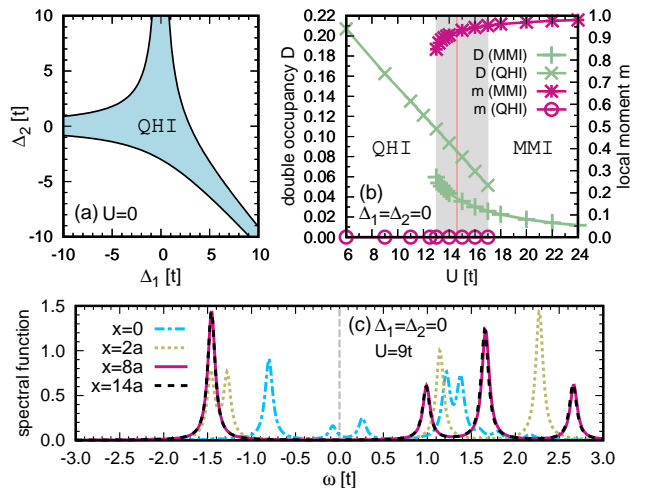 10
5
0
-5
-10
Δ2 [t]
QHI
(a) U=0
-10 -5 0 5 10
Δ1 [t]
0.22
0.20
0.18
0.16
0.14
0.12
0.10
0.08
0.06
0.04
0.02
0.00
double occupancy D
1.0
0.9
0.8
0.7
0.6
0.5
0.4
0.3
0.2
0.1
0.0
local moment m
D (MMI)
D (QHI)
m (MMI)
m (QHI)
QHI
MMI
(b)
Δ1=Δ2=0
6 8 10 12 14 16 18 20 22 24
U [t]
1.5
1.0
0.5
0.0
spectral function
x=0
x=2a
x=8a
x=14a
(c) Δ1=Δ2=0
U=9t
-3.0 -2.5 -2.0 -1.5 -1.0 -0.5 0.0 0.5 1.0 1.5 2.0 2.5 3.0
ω [t]